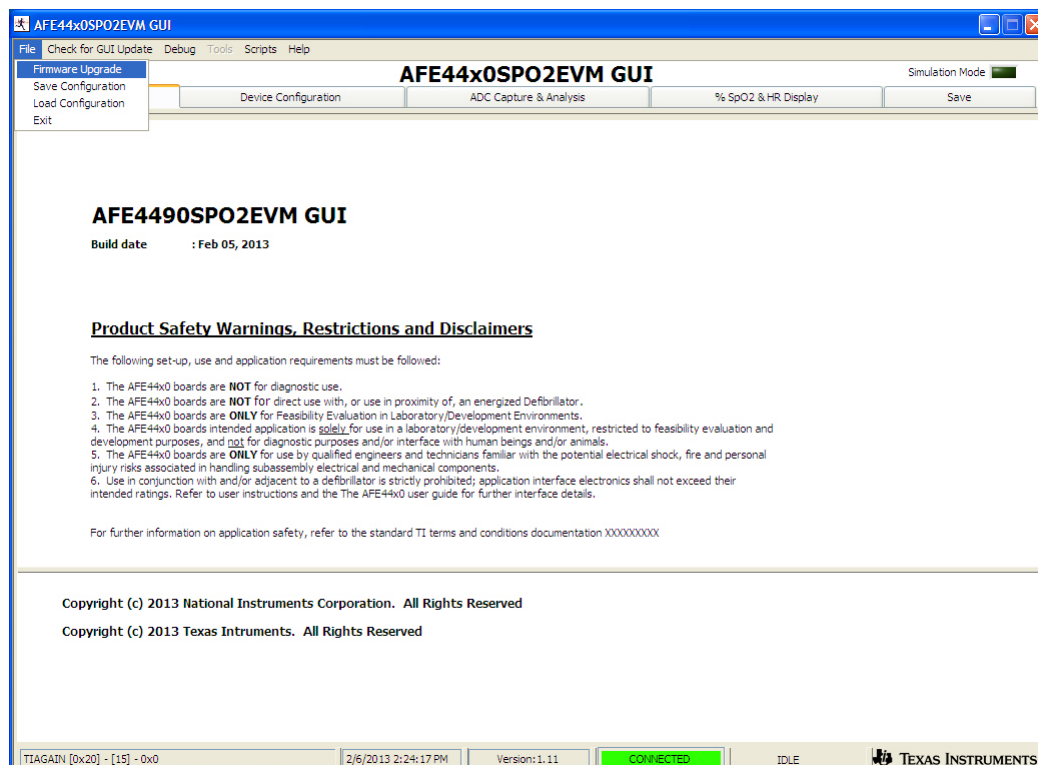 AFE44x0SPO2EVM GUI
File Check for GUI Update Debug Tools Scripts Help
Firmware Upgrade
Save Configuration
Load Configuration
Exit
AFE44x0SPO2EVM GUI
Simulation Mode
Device Configuration ADC Capture & Analysis % SpO2 & HR Display Save
AFE4490SPO2EVM GUI
Build date : Feb 05, 2013
Product Safety Warnings, Restrictions and Disclaimers
The following set-up, use and application requirements must be followed:
1. The AFE44x0 boards are NOT for diagnostic use.
2. The AFE44x0 boards are NOT for direct use with, or use in proximity of, an energized Defibrillator.
3. The AFE44x0 boards are ONLY for Feasibility Evaluation in Laboratory/Development Environments.
4. The AFE44x0 boards intended application is solely for use in a laboratory/development environment, restricted to feasibility evaluation and
development purposes, and not for diagnostic purposes and/or interface with human beings and/or animals.
5. The AFE44x0 boards are ONLY for use by qualified engineers and technicians familiar with the potential electrical shock, fire and personal
injury risks associated in handling subassembly electrical and mechanical components.
6. Use in conjunction with and/or adjacent to a defibrillator is strictly prohibited; application interface electronics shall not exceed their
intended ratings. Refer to user instructions and the The AFE44x0 user guide for further interface details.
For further information on application safety, refer to the standard TI terms and conditions documentation XXXXXXXXX
Copyright (c) 2013 National Instruments Corporation. All Rights Reserved
Copyright (c) 2013 Texas Intruments. All Rights Reserved
TIAGAIN [0x20] - [15] - 0x0 2/6/2013 2:24:17 PM Version:1.11 CONNECTED IDLE TEXAS INSTRUMENTS